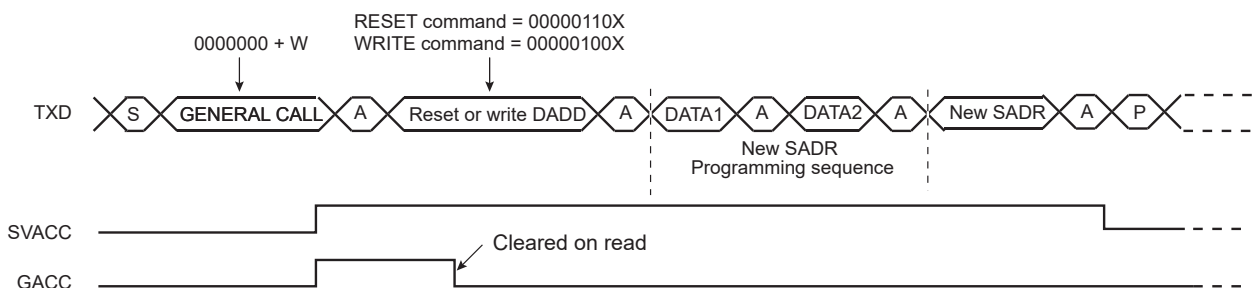 RESET command = 00000110X
0000000 + W
WRITE command = 00000100X
TXD S GENERAL CALL A Reset or write DADD A DATA1 A DATA2 A New SADR A P
New SADR
Programming sequence
SVACC
Cleared on read
GACC